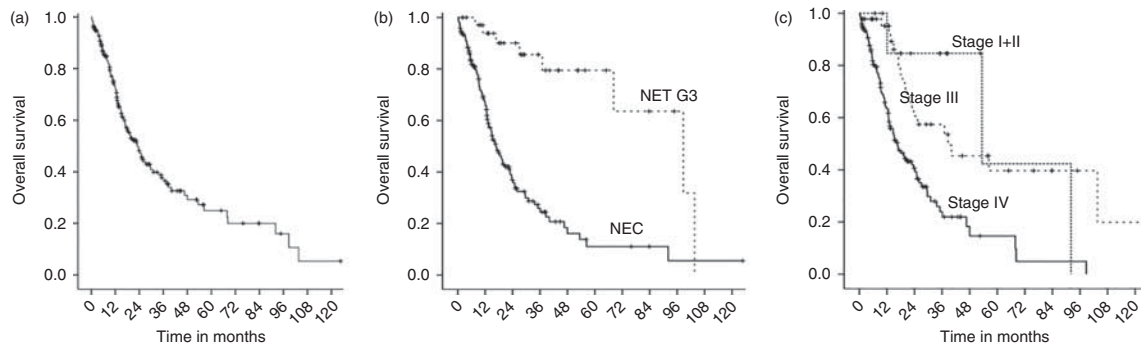 (a)
1.0
0.8
0.6
0.4
0.2
0.0
Overall survival
0 12 24 36 48 60 72 84 96 108 120
Time in months
(b)
1.0
0.8
0.6
0.4
0.2
0.0
Overall survival
NET G3
NEC
0 12 24 36 48 60 72 84 96 108 120
Time in months
(c)
1.0
0.8
0.6
0.4
0.2
0.0
Overall survival
Stage I+II
Stage III
Stage IV
0 12 24 36 48 60 72 84 96 108 120
Time in months